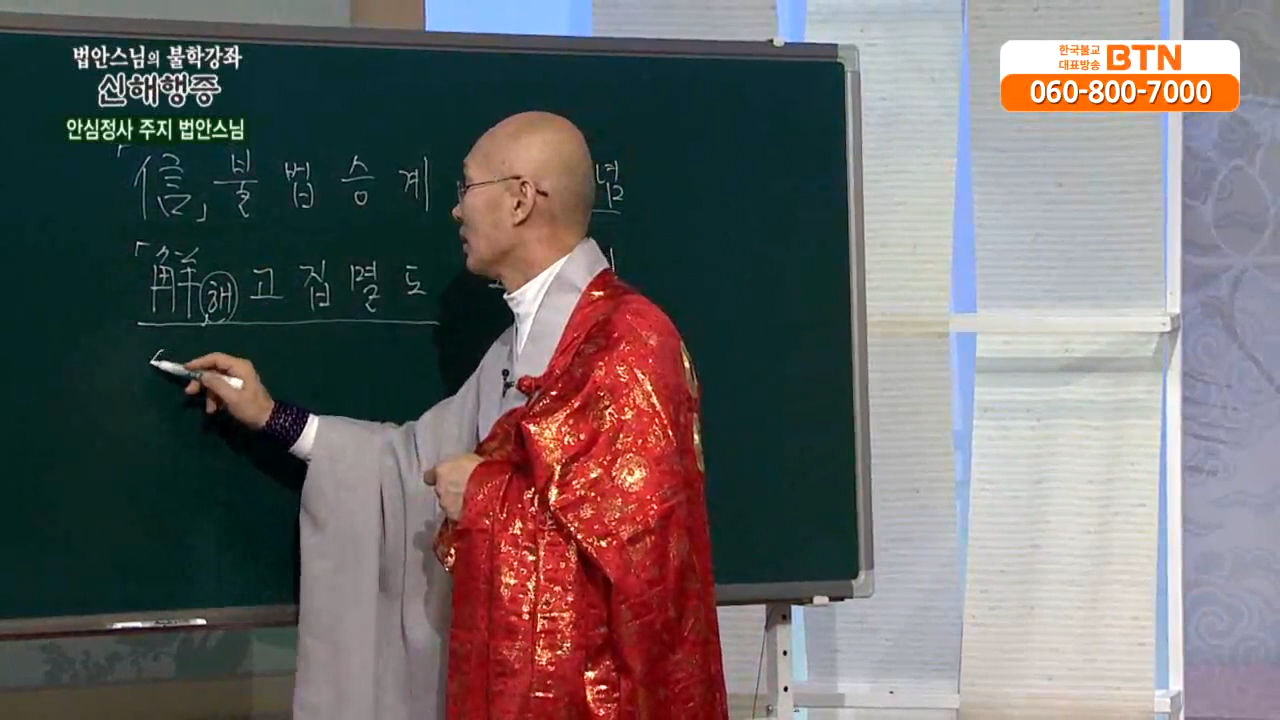 법안스님의 불학강좌
신해행증
안심정사 주지 법안스님
한국불교
대표방송
BTN
060-800-7000
「信」불 법 승 계 념
「解 해 고 집 멸 도